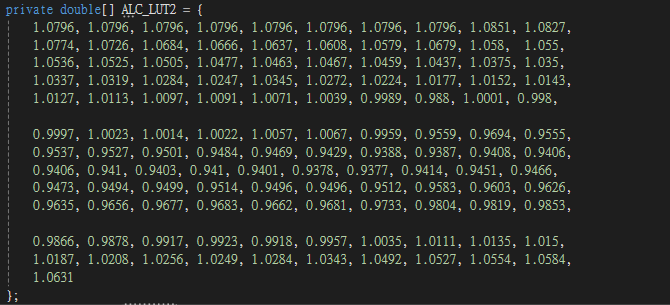 private double[] ALC_LUT2 = {
1.0796, 1.0796, 1.0796, 1.0796, 1.0796, 1.0796, 1.0796, 1.0796, 1.0851, 1.0827,
1.0774, 1.0726, 1.0684, 1.0666, 1.0637, 1.0608, 1.0579, 1.0679, 1.058, 1.055,
1.0536, 1.0525, 1.0505, 1.0477, 1.0463, 1.0467, 1.0459, 1.0437, 1.0375, 1.035,
1.0337, 1.0319, 1.0284, 1.0247, 1.0345, 1.0272, 1.0224, 1.0177, 1.0152, 1.0143,
1.0127, 1.0113, 1.0097, 1.0091, 1.0071, 1.0039, 0.9989, 0.988, 1.0001, 0.998,
0.9997, 1.0023, 1.0014, 1.0022, 1.0057, 1.0067, 0.9959, 0.9559, 0.9694, 0.9555,
0.9537, 0.9527, 0.9501, 0.9484, 0.9469, 0.9429, 0.9388, 0.9387, 0.9408, 0.9406,
0.9406, 0.941, 0.9403, 0.941, 0.9401, 0.9378, 0.9377, 0.9414, 0.9451, 0.9466,
0.9473, 0.9494, 0.9499, 0.9514, 0.9496, 0.9496, 0.9512, 0.9583, 0.9603, 0.9626,
0.9635, 0.9656, 0.9677, 0.9683, 0.9662, 0.9681, 0.9733, 0.9804, 0.9819, 0.9853,
0.9866, 0.9878, 0.9917, 0.9923, 0.9918, 0.9957, 1.0035, 1.0111, 1.0135, 1.015,
1.0187, 1.0208, 1.0256, 1.0249, 1.0284, 1.0343, 1.0492, 1.0527, 1.0554, 1.0584,
1.0631
};